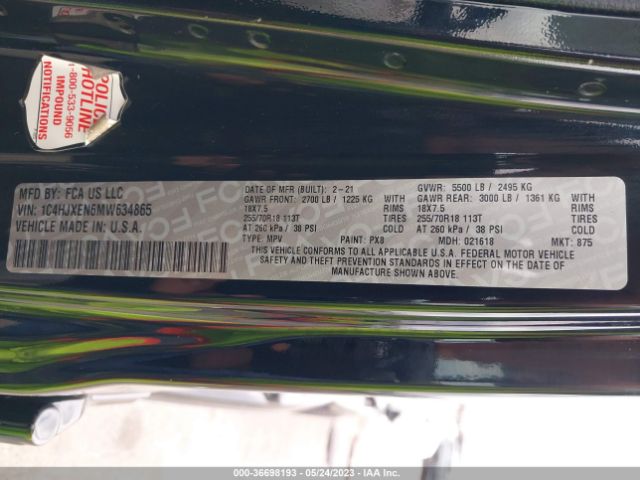 POLICE
HOTLINE
1-800-533-9056
IMPOUND
NOTIFICATIONS
MFD BY: FCA US LLC
VIN: 1C4HJXEN6MW634865
VEHICLE MADE IN: U.S.A.
DATE OF MFR (BUILT): 2-21
GVWR: 5500 LB / 2495 KG
GAWR FRONT: 2700 LB / 1225 KG
WITH
GAWR REAR: 3000 LB / 1361 KG
WITH
18X7.5
RIMS
18X7.5
RIMS
255/70R18 113T
TIRES
255/70R18 113T
TIRES
AT 260 kPa / 38 PSI
COLD
AT 260 kPa / 38 PSI
COLD
TYPE: MPV
PAINT: PX8
MDH: 021618
MKT: 875
THIS VEHICLE CONFORMS TO ALL APPLICABLE U.S.A. FEDERAL MOTOR VEHICLE
SAFETY AND THEFT PREVENTION STANDARDS IN EFFECT ON THE DATE OF
MANUFACTURE SHOWN ABOVE.
000-36698193 - 05/24/2023 - IAA Inc.